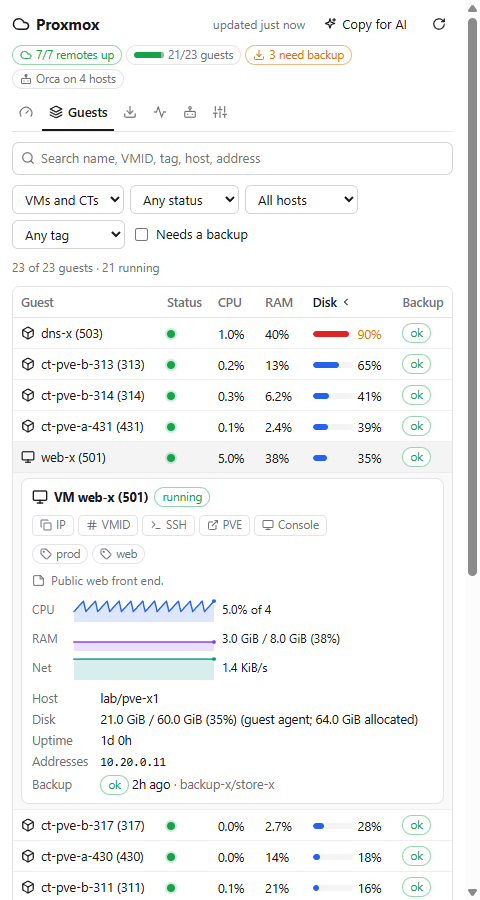 Proxmox updated just now Copy for AI
7/7 remotes up 21/23 guests 3 need backup
Orca on 4 hosts
Guests
Search name, VMID, tag, host, address
VMs and CTs Any status All hosts
Any tag Needs a backup
23 of 23 guests · 21 running
Guest Status CPU RAM Disk Backup
dns-x (503) 1.0% 40% 90% ok
ct-pve-b-313 (313) 0.2% 13% 65% ok
ct-pve-b-314 (314) 0.3% 6.2% 41% ok
ct-pve-a-431 (431) 0.1% 2.4% 39% ok
web-x (501) 5.0% 38% 35% ok
VM web-x (501) running
IP VMID SSH PVE Console
prod web
Public web front end.
CPU 5.0% of 4
RAM 3.0 GiB / 8.0 GiB (38%)
Net 1.4 KiB/s
Host lab/pve-x1
Disk 21.0 GiB / 60.0 GiB (35%) (guest agent; 64.0 GiB allocated)
Uptime 1d 0h
Addresses 10.20.0.11
Backup ok 2h ago · backup-x/store-x
ct-pve-b-317 (317) 0.0% 2.7% 28% ok
ct-pve-a-430 (430) 0.0% 14% 18% ok
ct-pve-b-311 (311) 0.1% 21% 16% ok